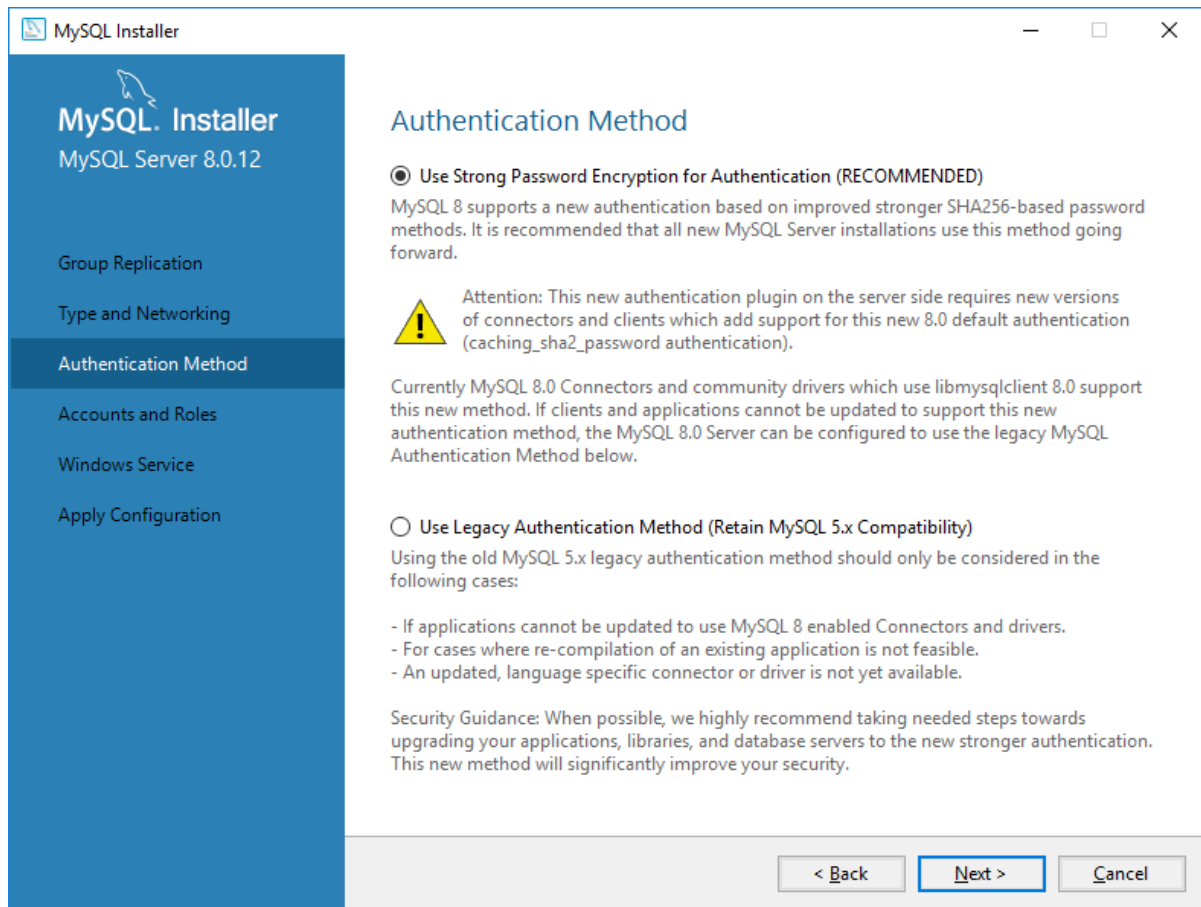 MySQL Installer
MySQL. Installer
MySQL Server 8.0.12
Group Replication
Type and Networking
Authentication Method
Accounts and Roles
Windows Service
Apply Configuration
Authentication Method
Use Strong Password Encryption for Authentication (RECOMMENDED)
MySQL 8 supports a new authentication based on improved stronger SHA256-based password
methods. It is recommended that all new MySQL Server installations use this method going
forward.
Attention: This new authentication plugin on the server side requires new versions
of connectors and clients which add support for this new 8.0 default authentication
(caching_sha2_password authentication).
Currently MySQL 8.0 Connectors and community drivers which use libmysqlclient 8.0 support
this new method. If clients and applications cannot be updated to support this new
authentication method, the MySQL 8.0 Server can be configured to use the legacy MySQL
Authentication Method below.
Use Legacy Authentication Method (Retain MySQL 5.x Compatibility)
Using the old MySQL 5.x legacy authentication method should only be considered in the
following cases:
- If applications cannot be updated to use MySQL 8 enabled Connectors and drivers.
- For cases where re-compilation of an existing application is not feasible.
- An updated, language specific connector or driver is not yet available.
Security Guidance: When possible, we highly recommend taking needed steps towards
upgrading your applications, libraries, and database servers to the new stronger authentication.
This new method will significantly improve your security.
< Back
Next >
Cancel